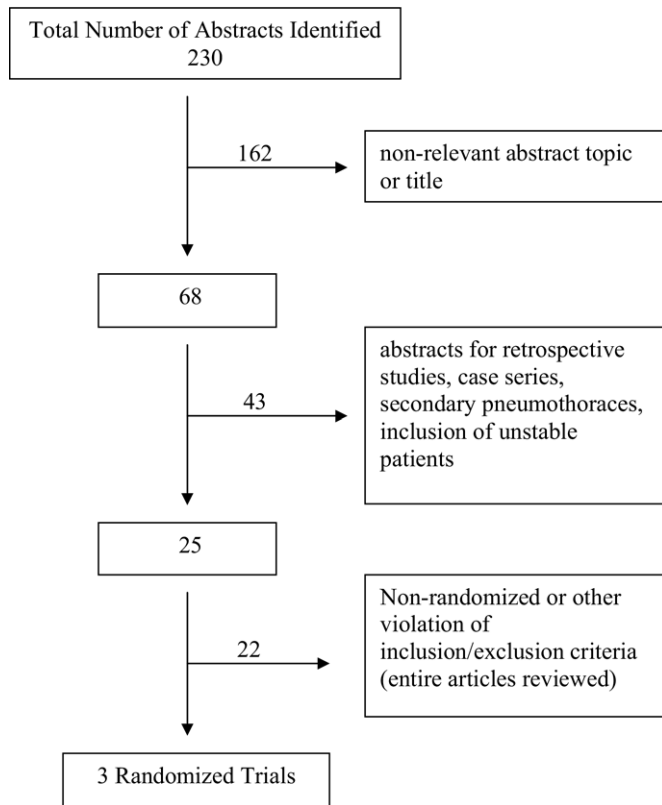 Total Number of Abstracts Identified
230
162
non-relevant abstract topic
or title
68
43
abstracts for retrospective
studies, case series,
secondary pneumothoraces,
inclusion of unstable
patients
25
22
Non-randomized or other
violation of
inclusion/exclusion criteria
(entire articles reviewed)
3 Randomized Trials